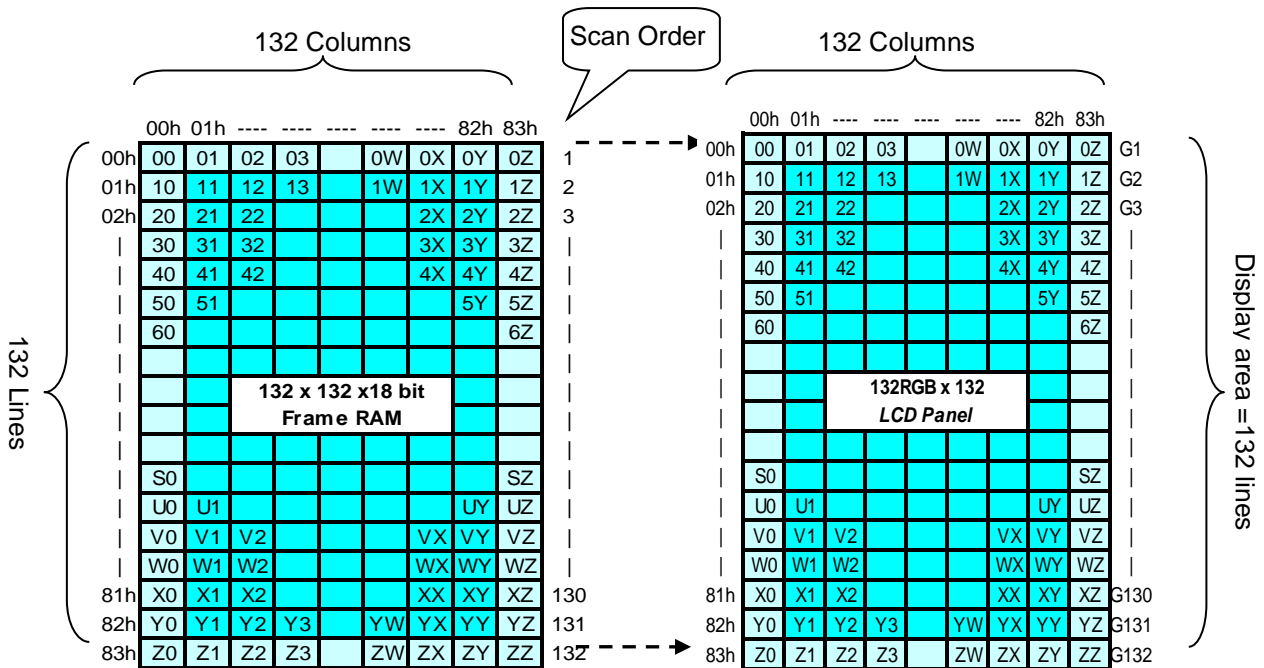 132 Columns Scan Order 132 Columns
00h 01h ---- ---- ---- ---- ---- 82h 83h 00h 01h ---- ---- ---- ---- ---- 82h 83h
00h 00 01 02 03 0W 0X 0Y 0Z 1 00h 00 01 02 03 0W 0X 0Y 0Z G1
01h 10 11 12 13 1W 1X 1Y 1Z 2 01h 10 11 12 13 1W 1X 1Y 1Z G2
02h 20 21 22 2X 2Y 2Z 3 02h 20 21 22 2X 2Y 2Z G3
30 31 32 3X 3Y 3Z 30 31 32 3X 3Y 3Z
40 41 42 4X 4Y 4Z 40 41 42 4X 4Y 4Z
50 51 5Y 5Z 50 51 5Y 5Z
60 6Z 60 6Z
132 Lines
132 x 132 x18 bit
Frame RAM
132RGB x 132
LCD Panel
Display area =132 lines
S0 SZ S0 SZ
U0 U1 UY UZ U0 U1 UY UZ
V0 V1 V2 VX VY VZ V0 V1 V2 VX VY VZ
W0 W1 W2 WX WY WZ W0 W1 W2 WX WY WZ
81h X0 X1 X2 XX XY XZ 130 81h X0 X1 X2 XX XY XZ G130
82h Y0 Y1 Y2 Y3 YW YX YY YZ 131 82h Y0 Y1 Y2 Y3 YW YX YY YZ G131
83h Z0 Z1 Z2 Z3 ZW ZX ZY ZZ 132 83h Z0 Z1 Z2 Z3 ZW ZX ZY ZZ G132